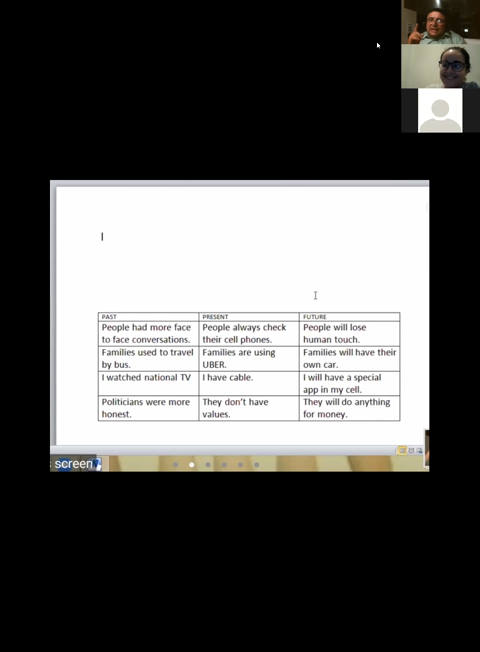 PAST PRESENT FUTURE
People had more face People always check People will lose
to face conversations. their cell phones. human touch.
Families used to travel Families are using Families will have their
by bus. UBER. own car.
I watched national TV I have cable. I will have a special
app in my cell.
Politicians were more They don't have They will do anything
honest. values. for money.
screen